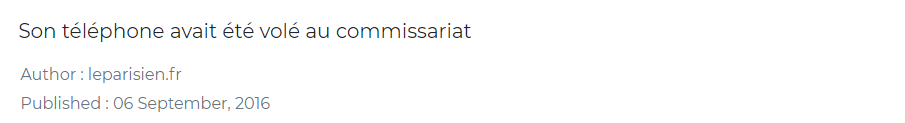 Son téléphone avait été volé au commissariat
Author : leparisien.fr
Published : 06 September, 2016